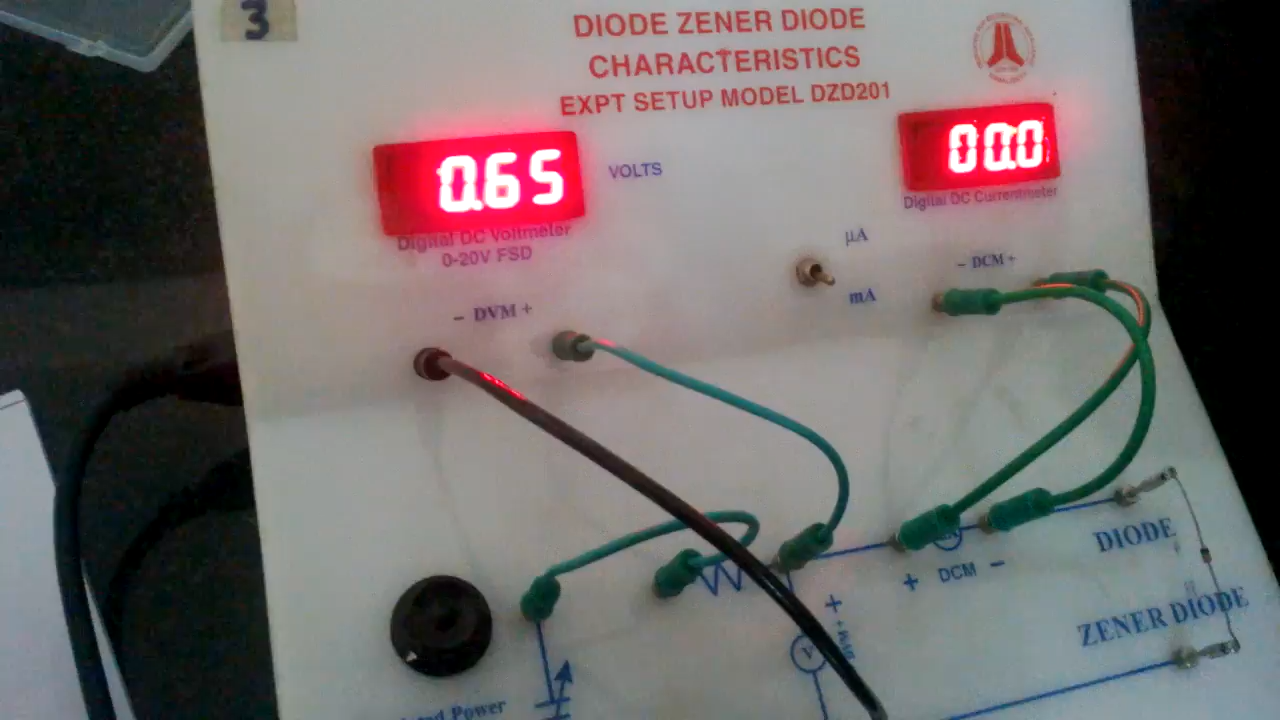 3
DIODE ZENER DIODE
CHARACTERISTICS
EXPT SETUP MODEL DZD201
0.65
VOLTS
00.0
Digital DC Voltmeter
0-20V FSD
Digital DC Currentmeter
µA
mA
- DCM +
- DVM +
DIODE
+ DCM -
ZENER DIODE
+
V
Power